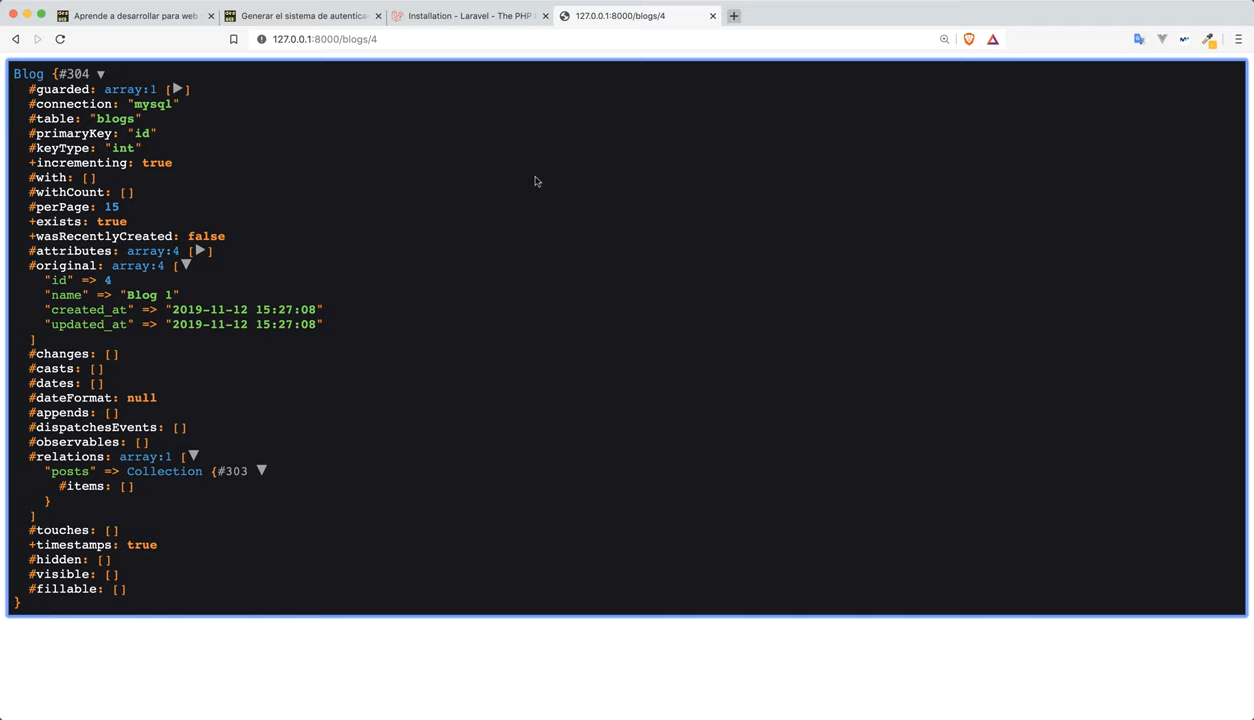 Aprende a desarrollar para web
Generar el sistema de autentica
Installation - Laravel - The PHP
127.0.0.1:8000/blogs/4
127.0.0.1:8000/blogs/4
Blog {#304 ▼
#guarded: array:1 [▶]
#connection: "mysql"
#table: "blogs"
#primaryKey: "id"
#keyType: "int"
+incrementing: true
#with: []
#withCount: []
#perPage: 15
+exists: true
+wasRecentlyCreated: false
#attributes: array:4 [▶]
#original: array:4 [▼
"id" => 4
"name" => "Blog 1"
"created_at" => "2019-11-12 15:27:08"
"updated_at" => "2019-11-12 15:27:08"
]
#changes: []
#casts: []
#dates: []
#dateFormat: null
#appends: []
#dispatchesEvents: []
#observables: []
#relations: array:1 [▼
"posts" => Collection {#303 ▼
#items: []
}
]
#touches: []
+timestamps: true
#hidden: []
#visible: []
#fillable: []
}